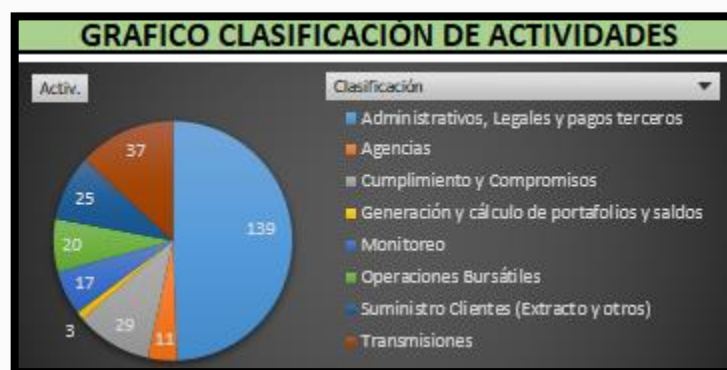 GRAFICO CLASIFICACIÓN DE ACTIVIDADES
Activ.
Clasificación
Administrativos, Legales y pagos terceros
Agencias
Cumplimiento y Compromisos
Generación y cálculo de portafolios y saldos
Monitoreo
Operaciones Bursátiles
Suministro Clientes (Extracto y otros)
Transmisiones
37
25
139
20
17
3
29
11